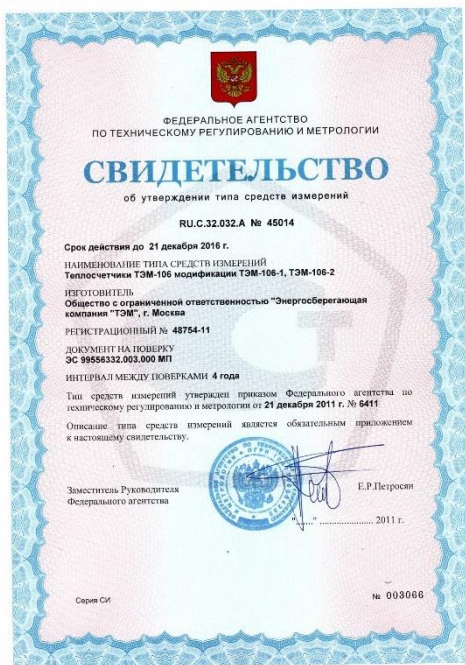 ФЕДЕРАЛЬНОЕ АГЕНТСТВО
ПО ТЕХНИЧЕСКОМУ РЕГУЛИРОВАНИЮ И МЕТРОЛОГИИ
СВИДЕТЕЛЬСТВО
об утверждении типа средств измерений
RU.C.32.032.A № 45014
Срок действия до 21 декабря 2016 г.
НАИМЕНОВАНИЕ ТИПА СРЕДСТВ ИЗМЕРЕНИЙ
Теплосчетчики ТЭМ-106 модификации ТЭМ-106-1, ТЭМ-106-2
ИЗГОТОВИТЕЛЬ
Общество с ограниченной ответственностью "Энергосберегающая
компания "ТЭМ", г. Москва
РЕГИСТРАЦИОННЫЙ № 48754-11
ДОКУМЕНТ НА ПОВЕРКУ
ЭС 99556332.003.000 МП
ИНТЕРВАЛ МЕЖДУ ПОВЕРКАМИ 4 года
Тип средств измерений утвержден приказом Федерального агентства по
техническому регулированию и метрологии от 21 декабря 2011 г. № 6411
Описание типа средств измерений является обязательным приложением
к настоящему свидетельству.
Заместитель Руководителя
Федерального агентства
Е.Р.Петросян
"......" ...................... 2011 г.
Серия СИ
№ 003066